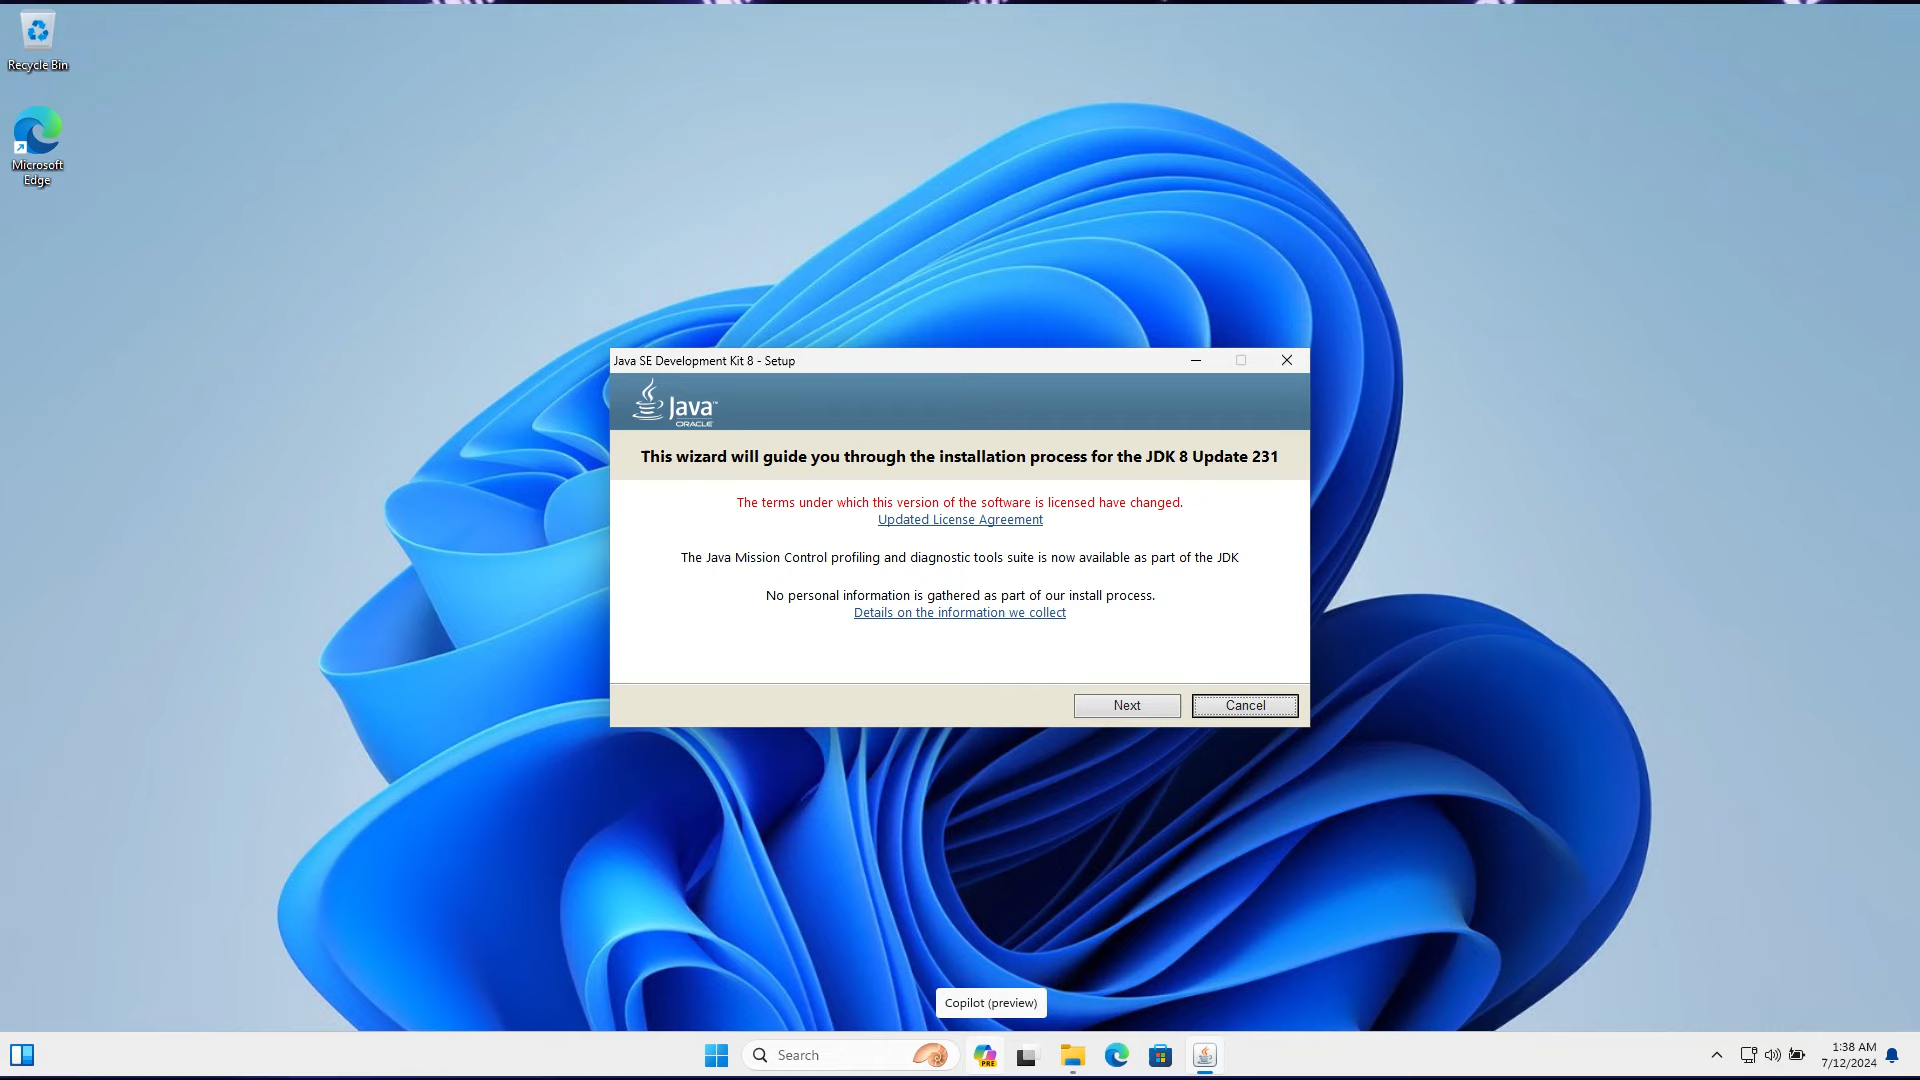 Recycle Bin
Microsoft
Edge
Java SE Development Kit 8 - Setup
Java™
ORACLE
This wizard will guide you through the installation process for the JDK 8 Update 231
The terms under which this version of the software is licensed have changed.
Updated License Agreement
The Java Mission Control profiling and diagnostic tools suite is now available as part of the JDK
No personal information is gathered as part of our install process.
Details on the information we collect
Next
Cancel
Copilot (preview)
Search
PRE
1:38 AM
7/12/2024